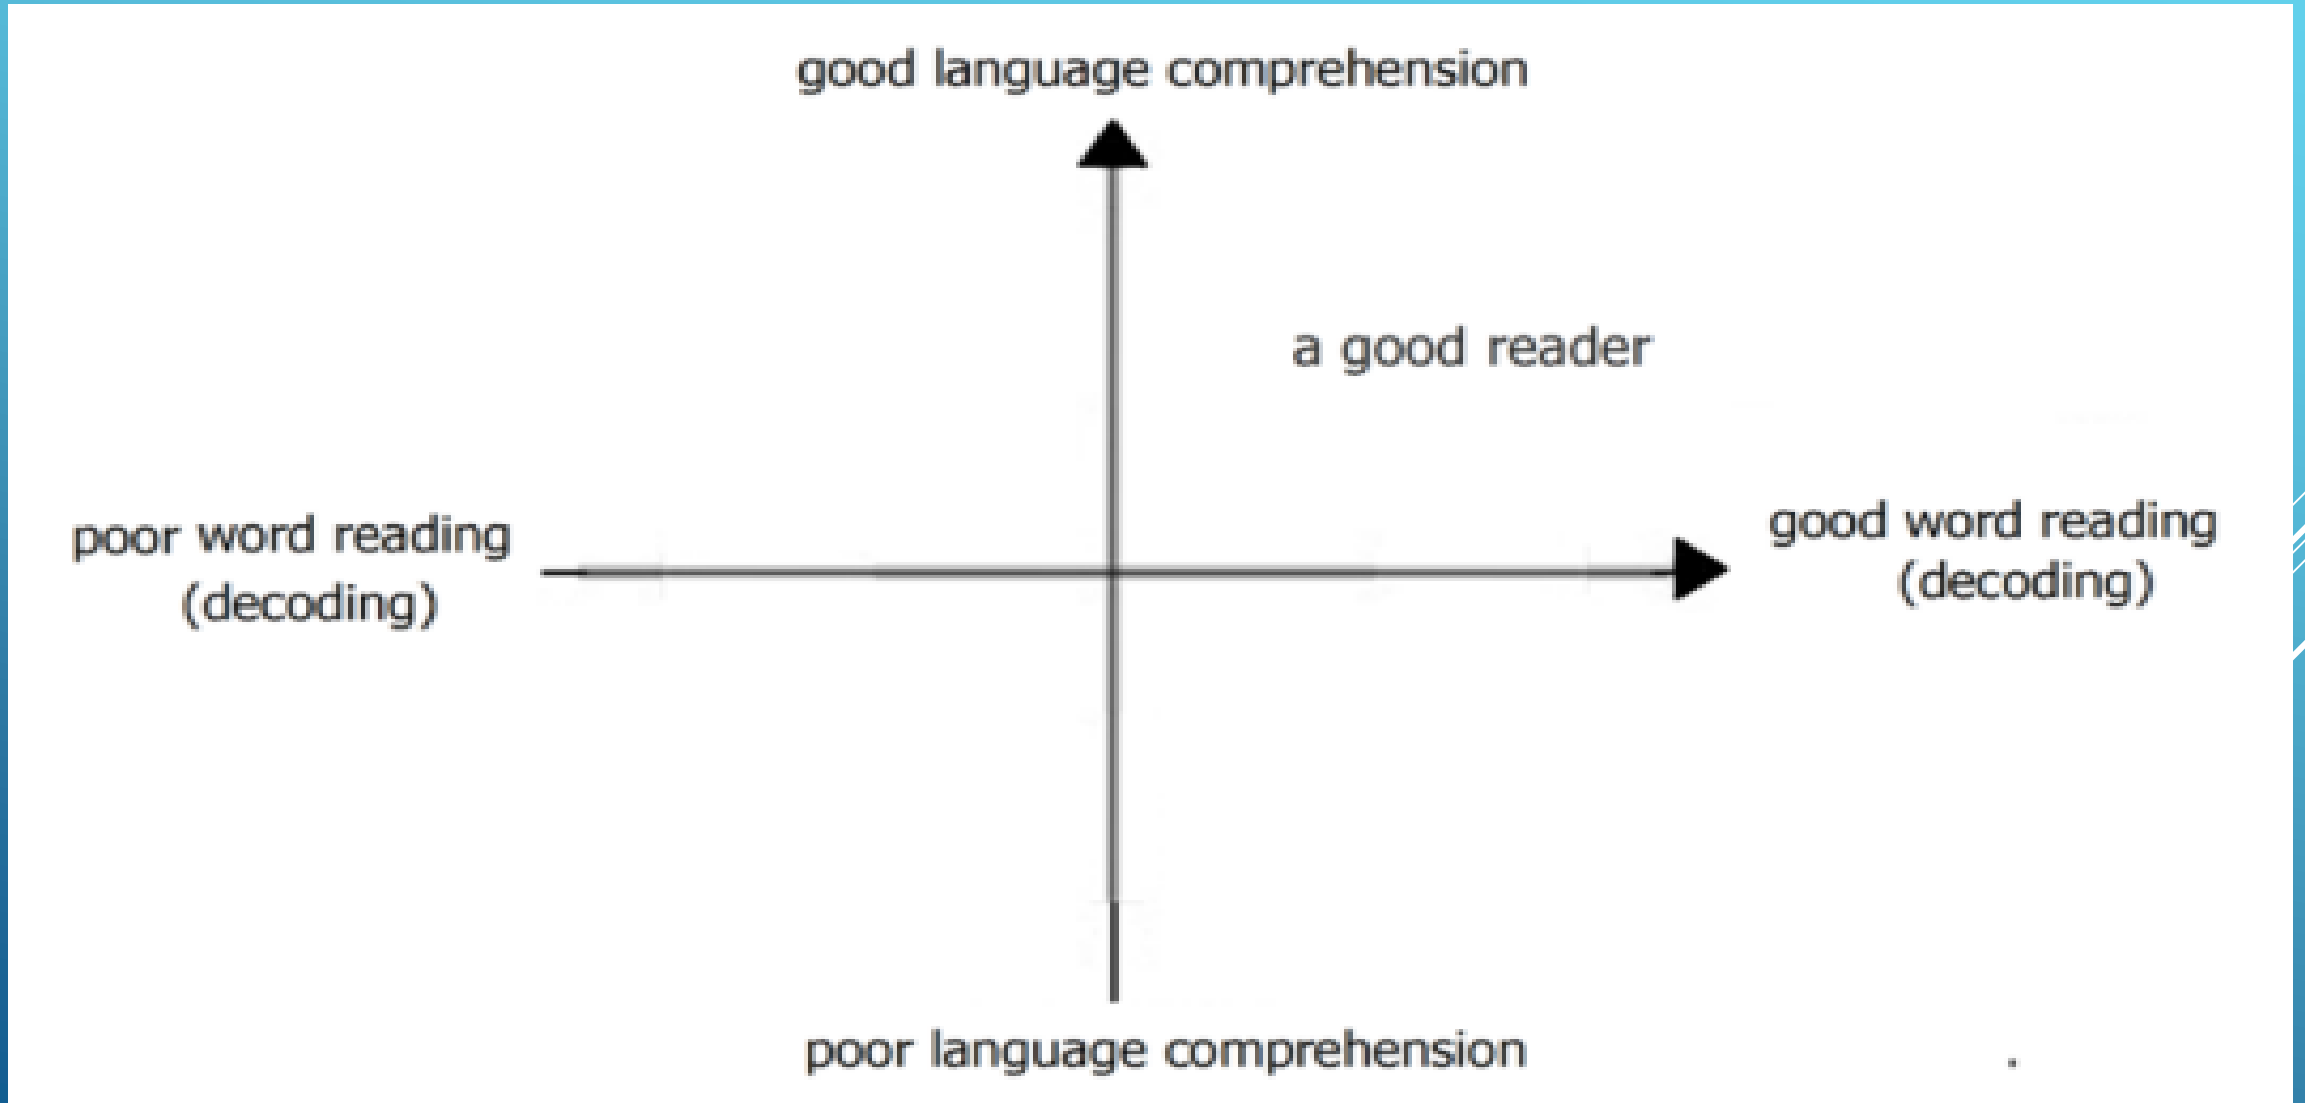 good language comprehension
a good reader
poor word reading
(decoding)
good word reading
(decoding)
poor language comprehension
.